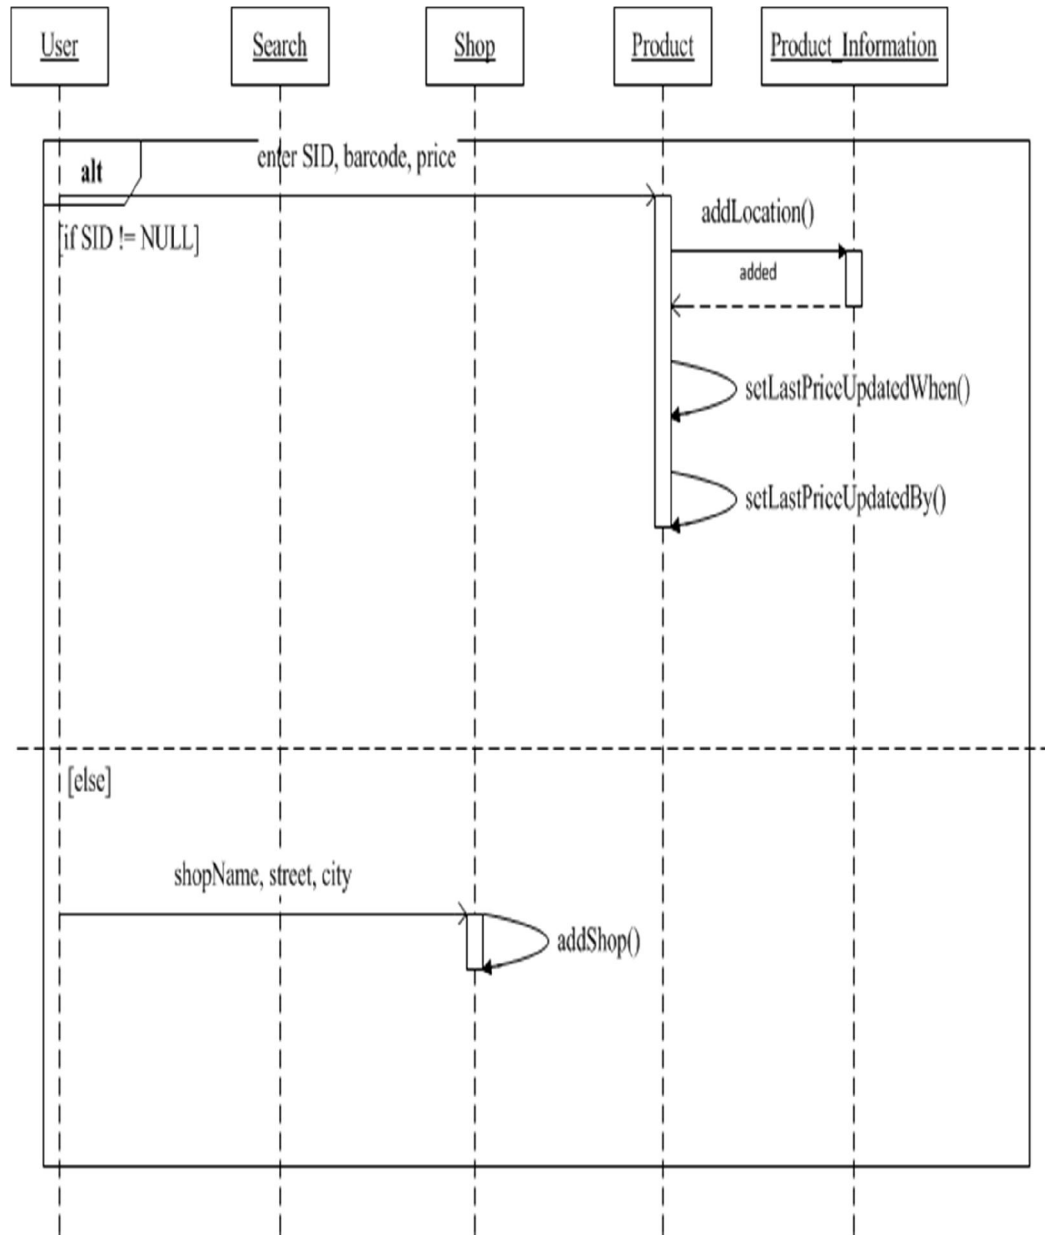 User
Search
Shop
Product
Product_Information
alt
enter SID, barcode, price
[if SID != NULL]
addLocation()
added
setLastPriceUpdatedWhen()
setLastPriceUpdatedBy()
[else]
shopName, street, city
addShop()